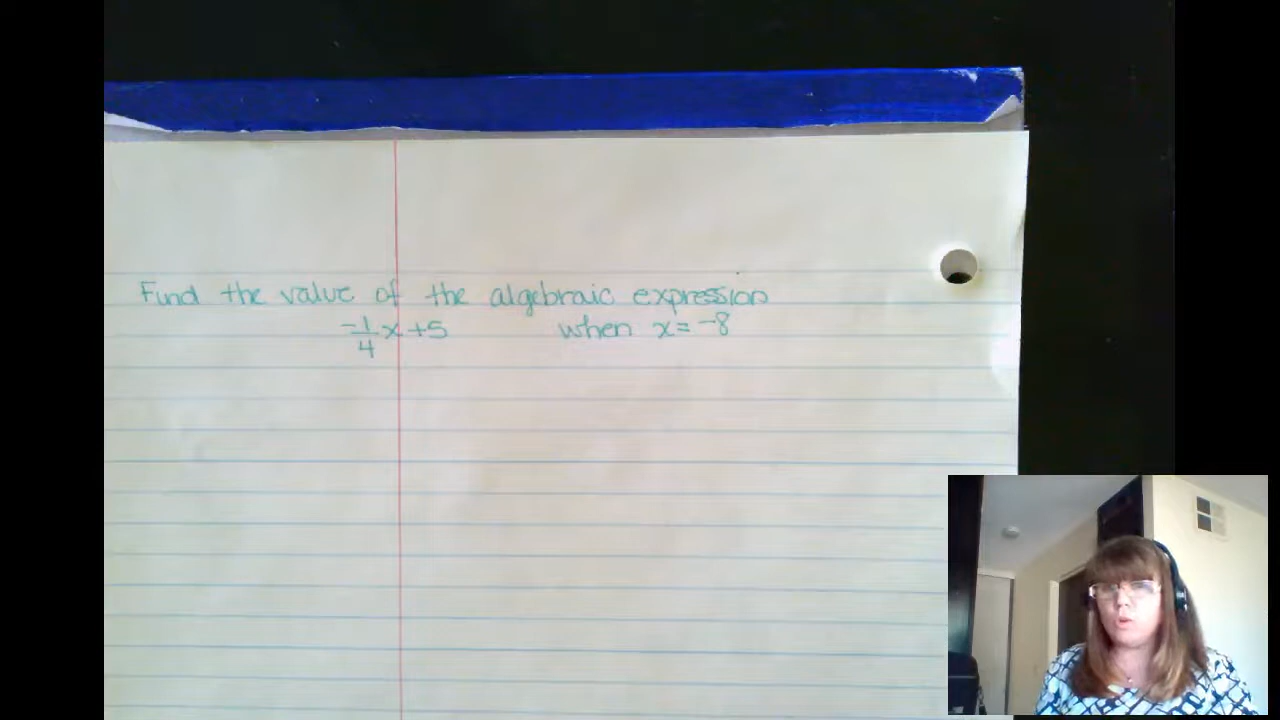 Find the value of the algebraic expression
-1/4 x + 5 when x = -8